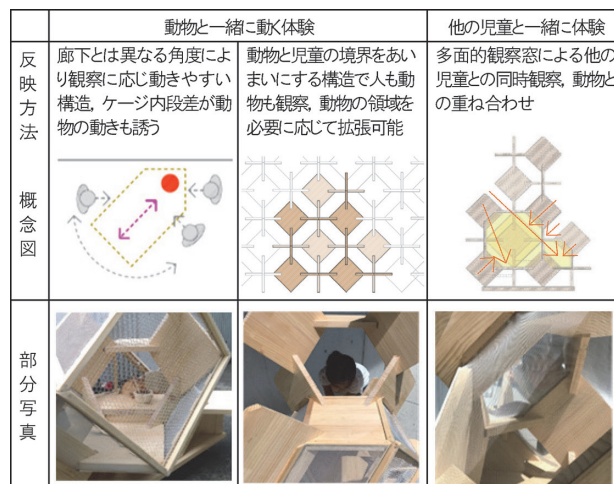 動物と一緒に動く体験
他の児童と一緒に体験
反映方法
廊下とは異なる角度によ
り観察に応じ動きやすい
構造，ケージ内段差が動
物の動きも誘う
動物と児童の境界をあい
まいにする構造で人も動
物も観察，動物の領域を
必要に応じて拡張可能
多面的観察窓による他の
児童との同時観察，動物と
の重ね合わせ
概念図
部分写真